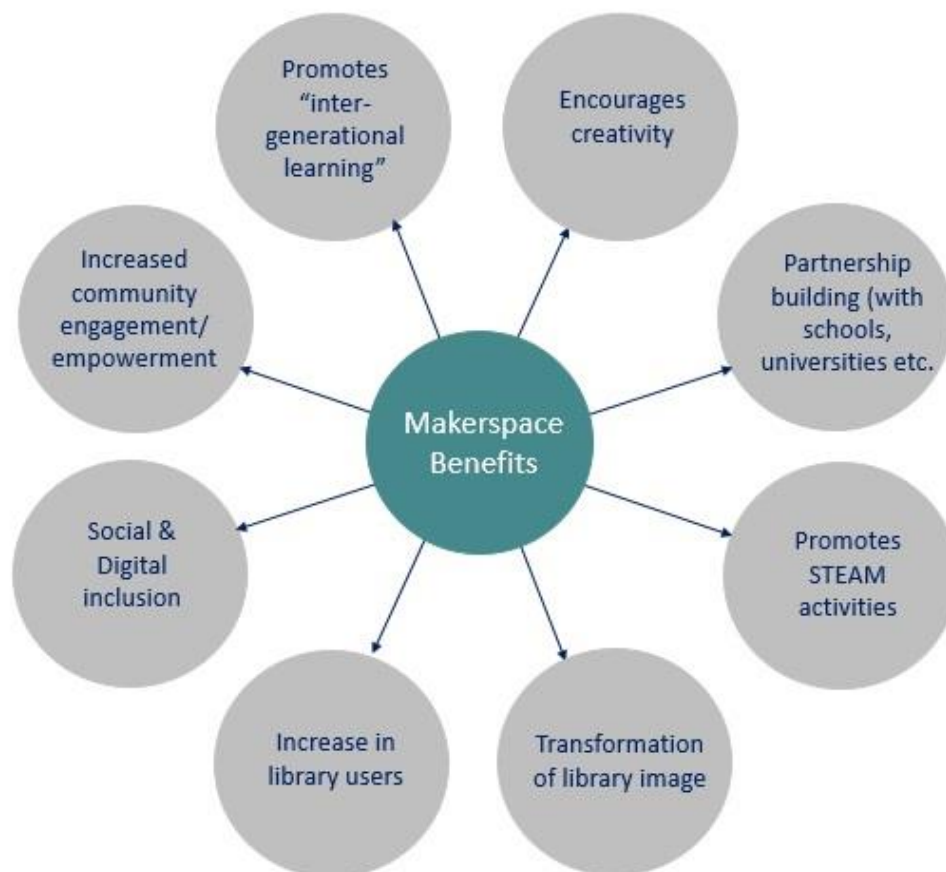 Promotes
“inter-
generational
learning”
Encourages
creativity
Increased
community
engagement/
empowerment
Partnership
building (with
schools,
universities etc.
Makerspace
Benefits
Social &
Digital
inclusion
Promotes
STEAM
activities
Increase in
library users
Transformation
of library image